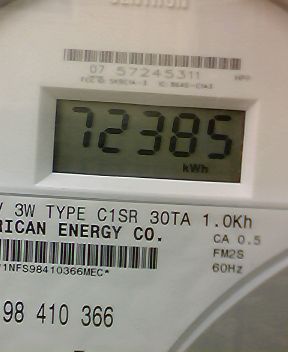 07 57245311
72385
kWh
V 3W TYPE C1SR 30TA 1.0Kh
RICAN ENERGY CO.
CA 0.5
FM2S
60Hz
98 410 366